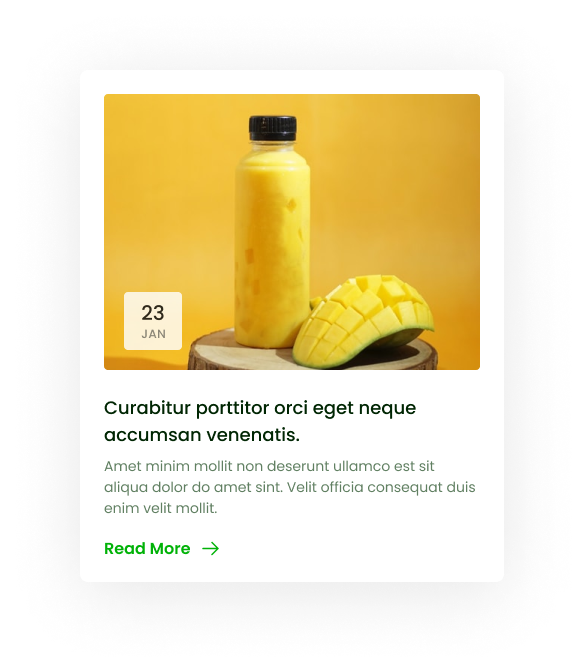 23
JAN
Curabitur porttitor orci eget neque
accumsan venenatis.
Amet minim mollit non deserunt ullamco est sit
aliqua dolor do amet sint. Velit officia consequat duis
enim velit mollit.
Read More